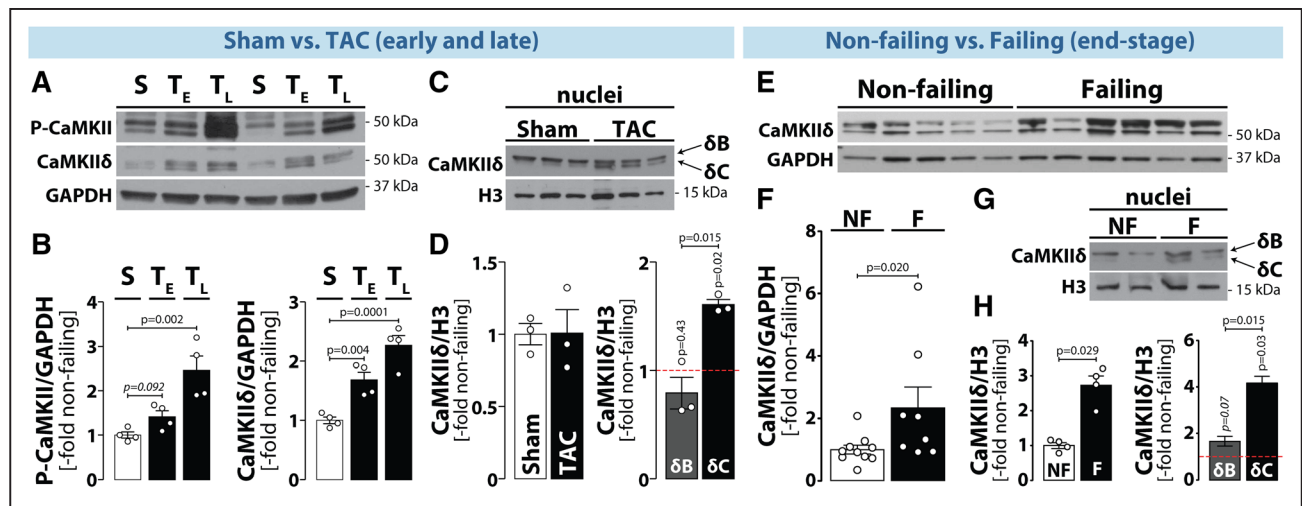 Sham vs. TAC (early and late)
Non-failing vs. Failing (end-stage)
A
S TE TL S TE TL
P-CaMKII
- 50 kDa
CaMKIIδ
- 50 kDa
GAPDH
- 37 kDa
B
S TE TL
P-CaMKII/GAPDH
[-fold non-failing]
4
3
2
1
0
p=0.002
p=0.092
S TE TL
CaMKIIδ/GAPDH
[-fold non-failing]
3
2
1
0
p=0.0001
p=0.004
C
nuclei
Sham TAC
CaMKIIδ
δB
δC
H3
- 15 kDa
D
CaMKIIδ/H3
[-fold non-failing]
1.5
1
0.5
0
Sham
TAC
CaMKIIδ/H3
[-fold non-failing]
2
1
0
p=0.015
p=0.43
p=0.02
δB δC
E
Non-failing Failing
CaMKIIδ
- 50 kDa
GAPDH
- 37 kDa
F
NF F
CaMKIIδ/GAPDH
[-fold non-failing]
8
6
4
2
0
p=0.020
G
nuclei
NF F
CaMKIIδ
δB
δC
H3
- 15 kDa
H
CaMKIIδ/H3
[-fold non-failing]
4
3
2
1
0
p=0.029
NF F
CaMKIIδ/H3
[-fold non-failing]
6
4
2
0
p=0.015
p=0.07
p=0.03
δB δC